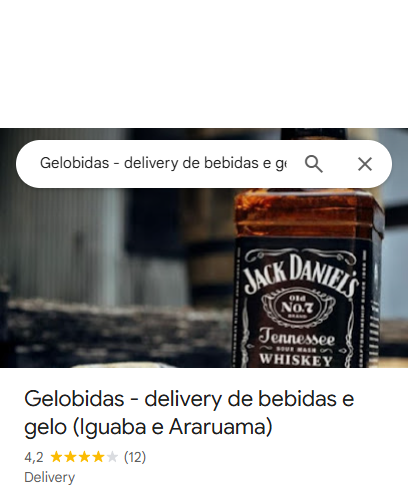 Gelobidas - delivery de bebidas e ge
JACK DANIEL'S
Old
No.7
BRAND
Tennessee
SOUR MASH
WHISKEY
Gelobidas - delivery de bebidas e
gelo (Iguaba e Araruama)
4,2 (12)
Delivery